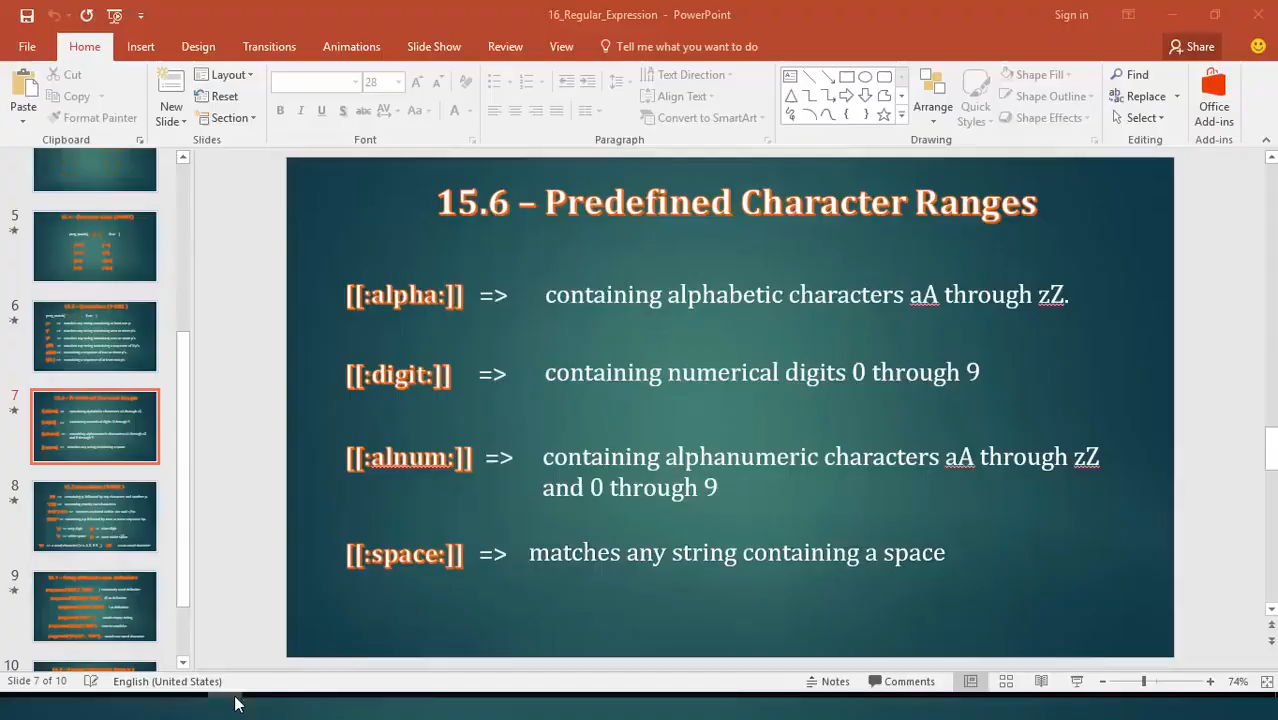 16_Regular_Expression - PowerPoint
Sign in
File Home Insert Design Transitions Animations Slide Show Review View Tell me what you want to do Share
Paste
Cut
Copy
Format Painter
Clipboard
New Slide
Layout
Reset
Section
Slides
28
B I U S abc AV Aa A
Font
Text Direction
Align Text
Convert to SmartArt
Paragraph
Arrange
Quick Styles
Shape Fill
Shape Outline
Shape Effects
Drawing
Find
Replace
Select
Editing
Office Add-ins
Add-ins
5
6
7
8
9
10
15.6 – Predefined Character Ranges
[[:alpha:]] => containing alphabetic characters aA through zZ.
[[:digit:]] => containing numerical digits 0 through 9
[[:alnum:]] => containing alphanumeric characters aA through zZ
and 0 through 9
[[:space:]] => matches any string containing a space
Slide 7 of 10 English (United States) Notes Comments 74%